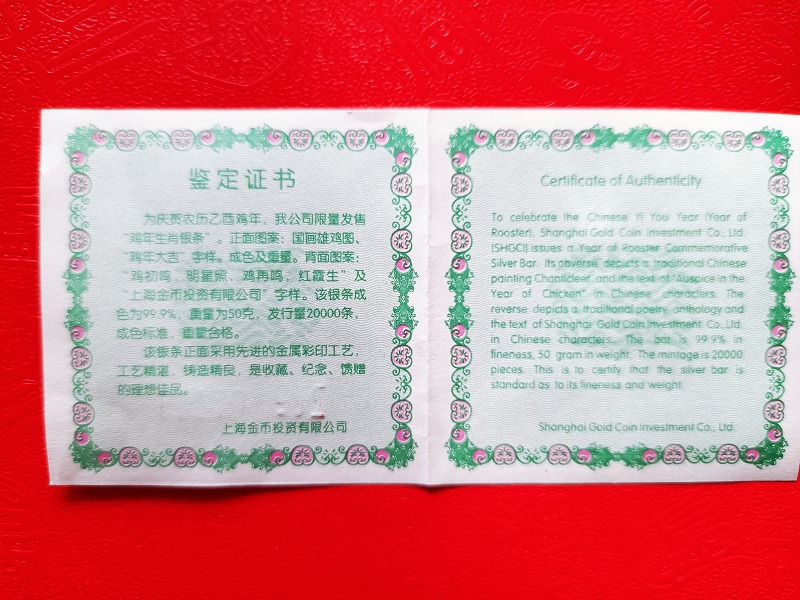 鉴定证书
为庆贺农历乙酉鸡年，我公司限量发售
“鸡年生肖银条”。正面图案：国画雄鸡图、
“鸡年大吉”字样。成色及重量。背面图案：
“鸡初鸣，明星照，鸡再鸣，红霞生”及
“上海金币投资有限公司”字样。该银条成
色为99.9%，重量为50克，发行量20000条，
成色标准，重量合格。
该银条正面采用先进的金属彩印工艺，
工艺精湛，铸造精良，是收藏、纪念、馈赠
的理想佳品。
上海金币投资有限公司
Certificate of Authenticity
To celebrate the Chinese Yi You Year (Year of
Rooster), Shanghai Gold Coin Investment Co., Ltd.
(SHGCI) issues a Year of Rooster Commemorative
Silver Bar. Its obverse depicts a traditional Chinese
painting Chanticleer, and the text of "Auspice in the
Year of Chicken" in Chinese characters. The
reverse depicts a traditional poetry anthology and
the text of Shanghai Gold Coin Investment Co., Ltd.
in Chinese characters. The bar is 99.9% in
fineness, 50 gram in weight. The mintage is 20000
pieces. This is to certify that the silver bar is
standard as to its fineness and weight.
Shanghai Gold Coin Investment Co., Ltd.